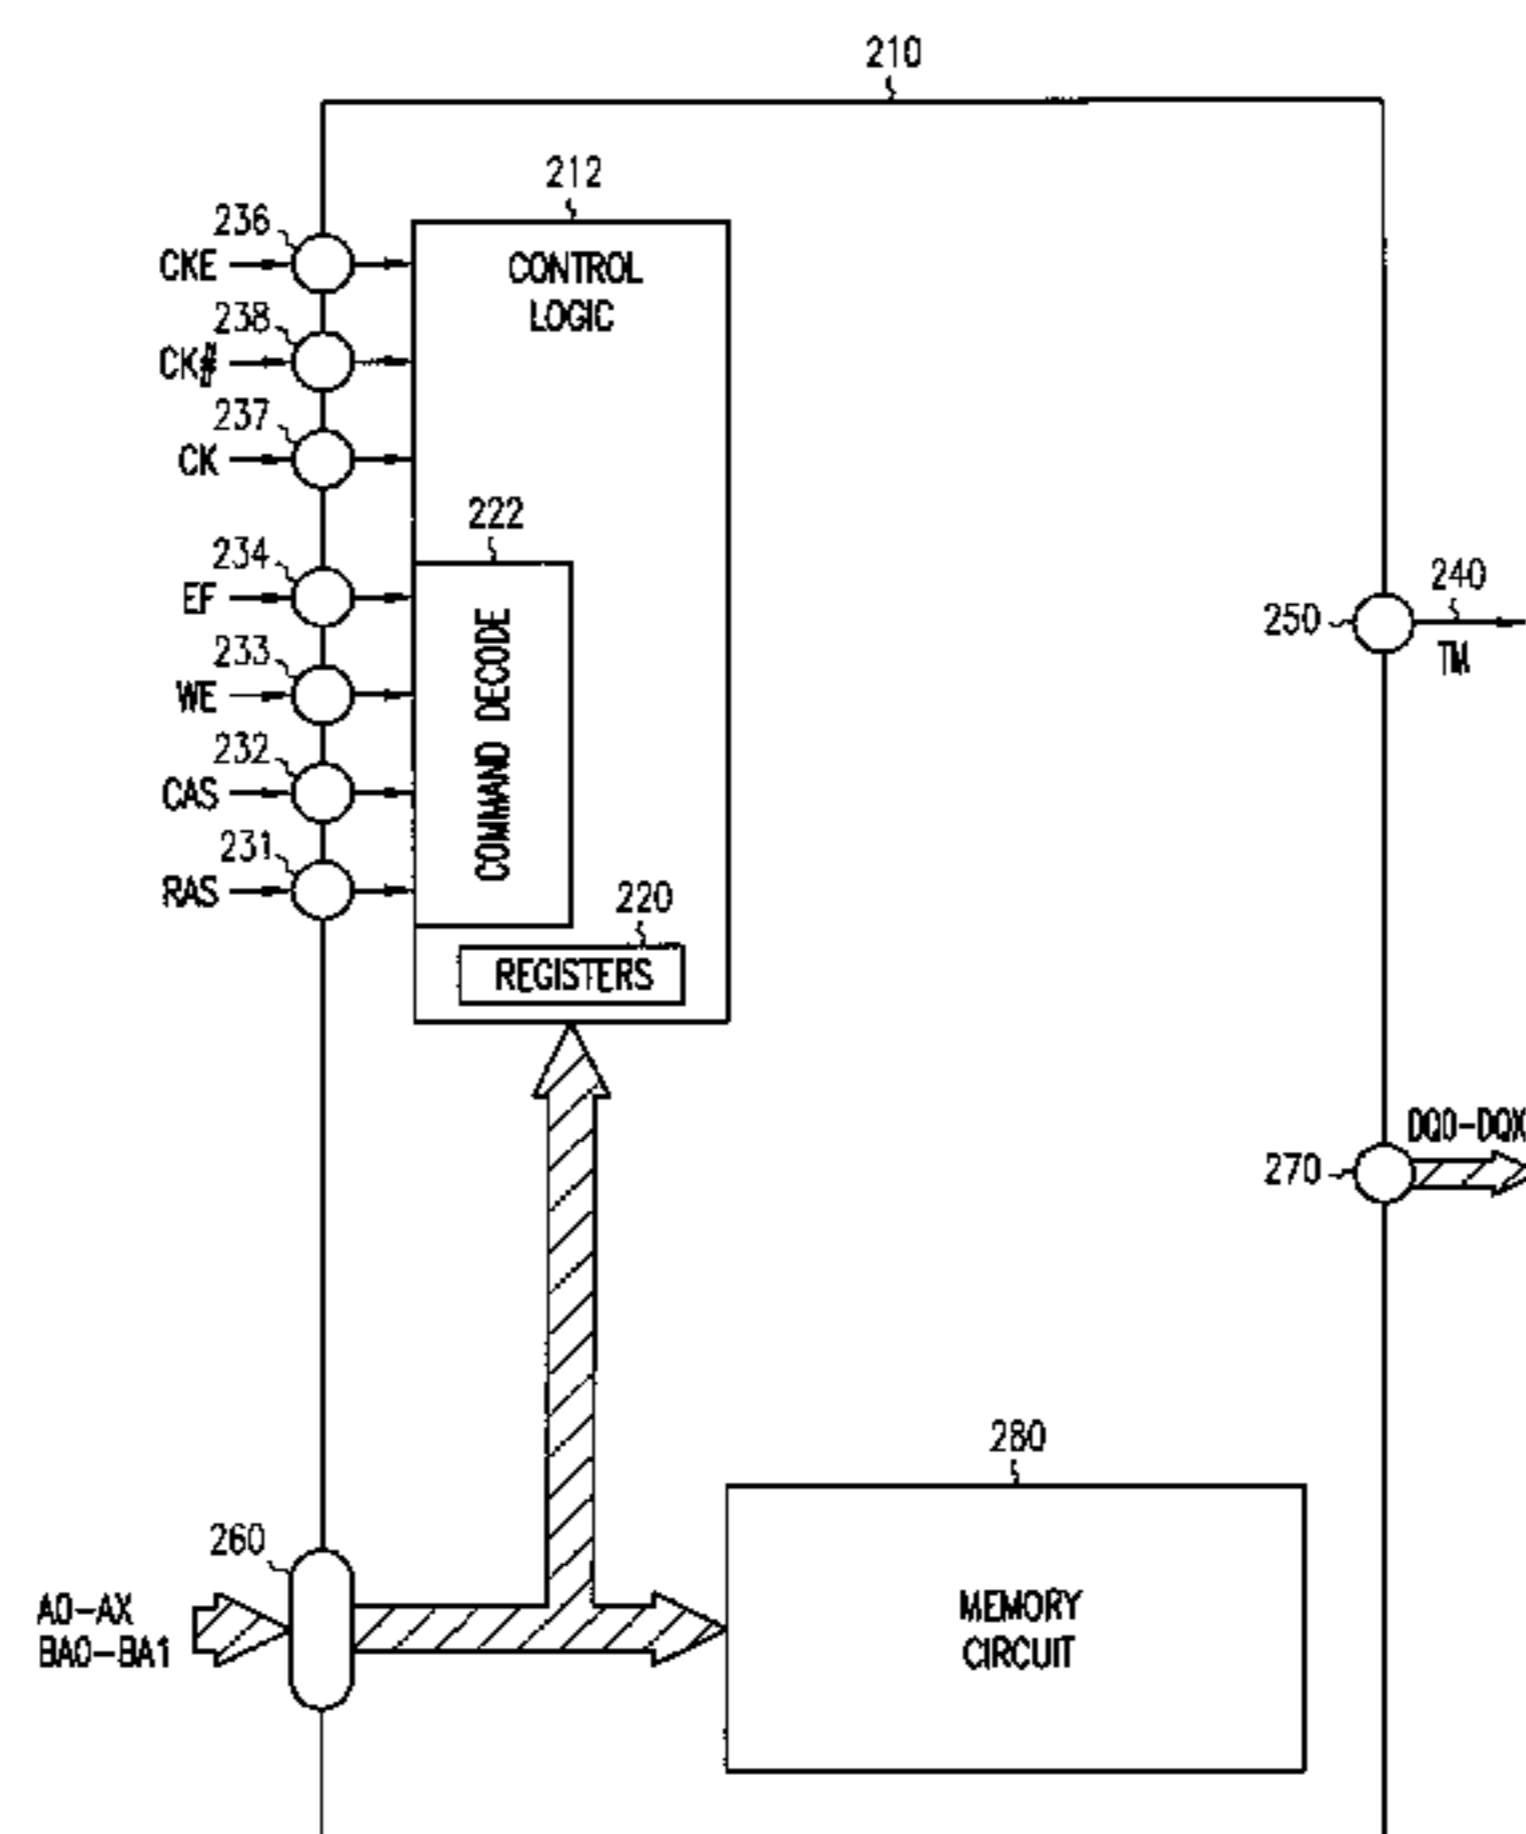 210
212
236
CKE
CONTROL
LOGIC
238
CK#
237
CK
222
234
EF
COMMAND DECODE
240
250
TM
233
WE
232
CAS
231
RAS
220
REGISTERS
DQ0-DQX
270
280
260
A0-AX
BA0-BA1
MEMORY
CIRCUIT